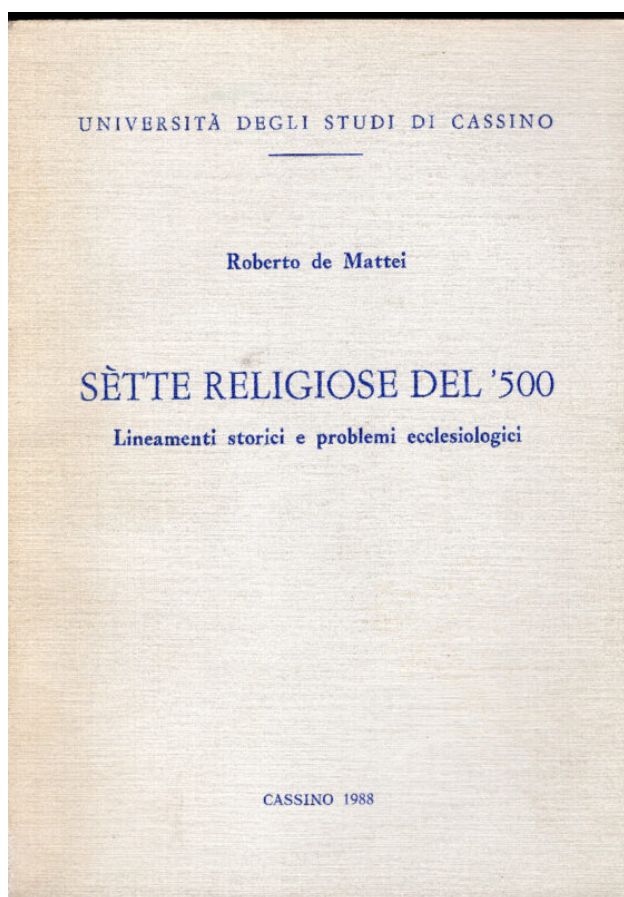 UNIVERSITÀ DEGLI STUDI DI CASSINO
Roberto de Mattei
SÈTTE RELIGIOSE DEL '500
Lineamenti storici e problemi ecclesiologici
CASSINO 1988